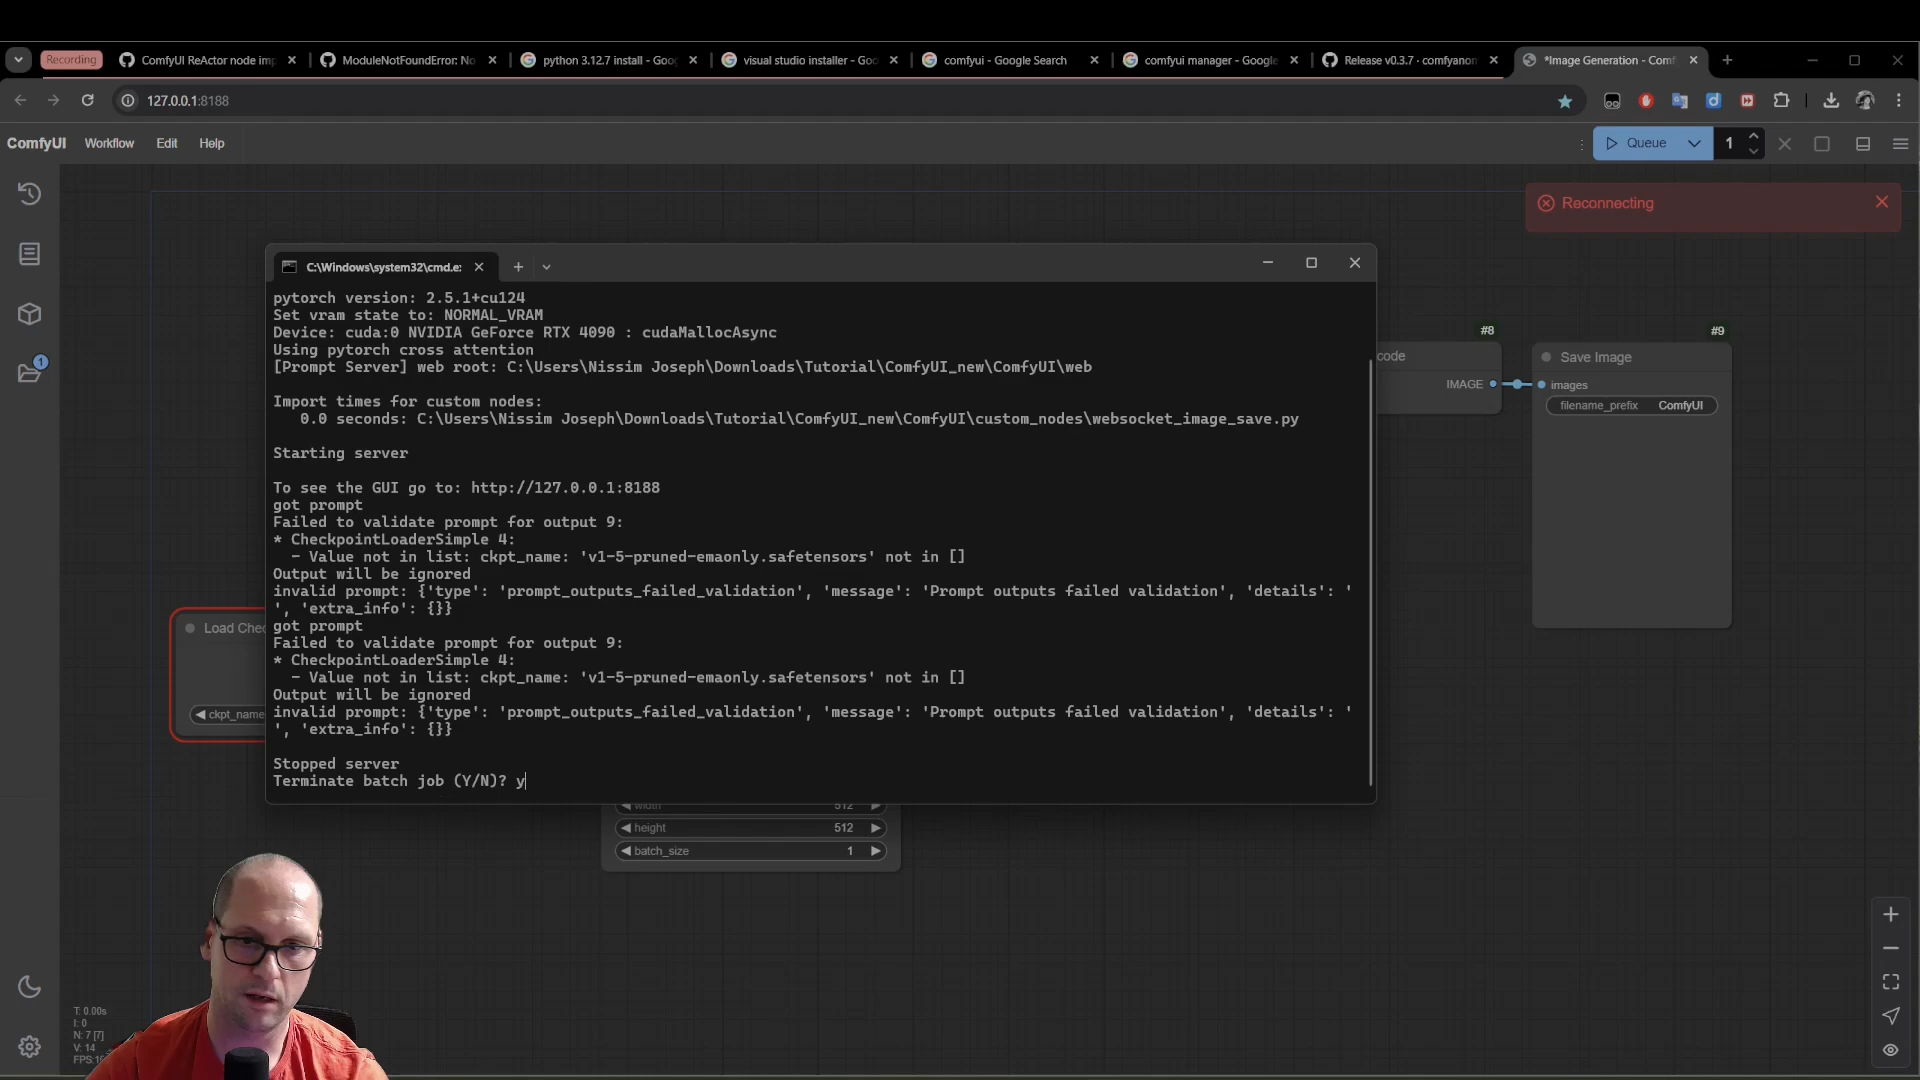 Recording
ComfyUI ReActor node imp
ModuleNotFoundError: No
python 3.12.7 install - Goog
visual studio installer - Goo
comfyui - Google Search
comfyui manager - Google
Release v0.3.7 · comfyanon
*Image Generation - Comf
127.0.0.1:8188
ComfyUI
Workflow
Edit
Help
Queue
1
Reconnecting
1
C:\Windows\system32\cmd.e:
pytorch version: 2.5.1+cu124
Set vram state to: NORMAL_VRAM
Device: cuda:0 NVIDIA GeForce RTX 4090 : cudaMallocAsync
Using pytorch cross attention
[Prompt Server] web root: C:\Users\Nissim Joseph\Downloads\Tutorial\ComfyUI_new\ComfyUI\web
Import times for custom nodes:
0.0 seconds: C:\Users\Nissim Joseph\Downloads\Tutorial\ComfyUI_new\ComfyUI\custom_nodes\websocket_image_save.py
Starting server
To see the GUI go to: http://127.0.0.1:8188
got prompt
Failed to validate prompt for output 9:
* CheckpointLoaderSimple 4:
- Value not in list: ckpt_name: 'v1-5-pruned-emaonly.safetensors' not in []
Output will be ignored
invalid prompt: {'type': 'prompt_outputs_failed_validation', 'message': 'Prompt outputs failed validation', 'details': '
', 'extra_info': {}}
got prompt
Failed to validate prompt for output 9:
* CheckpointLoaderSimple 4:
- Value not in list: ckpt_name: 'v1-5-pruned-emaonly.safetensors' not in []
Output will be ignored
invalid prompt: {'type': 'prompt_outputs_failed_validation', 'message': 'Prompt outputs failed validation', 'details': '
', 'extra_info': {}}
Stopped server
Terminate batch job (Y/N)? y
#8
code
IMAGE
#9
Save Image
images
filename_prefix ComfyUI
Load Chec
ckpt_name
width 512
height 512
batch_size 1
T: 0.00s
I: 0
N: 7 [7]
V: 14